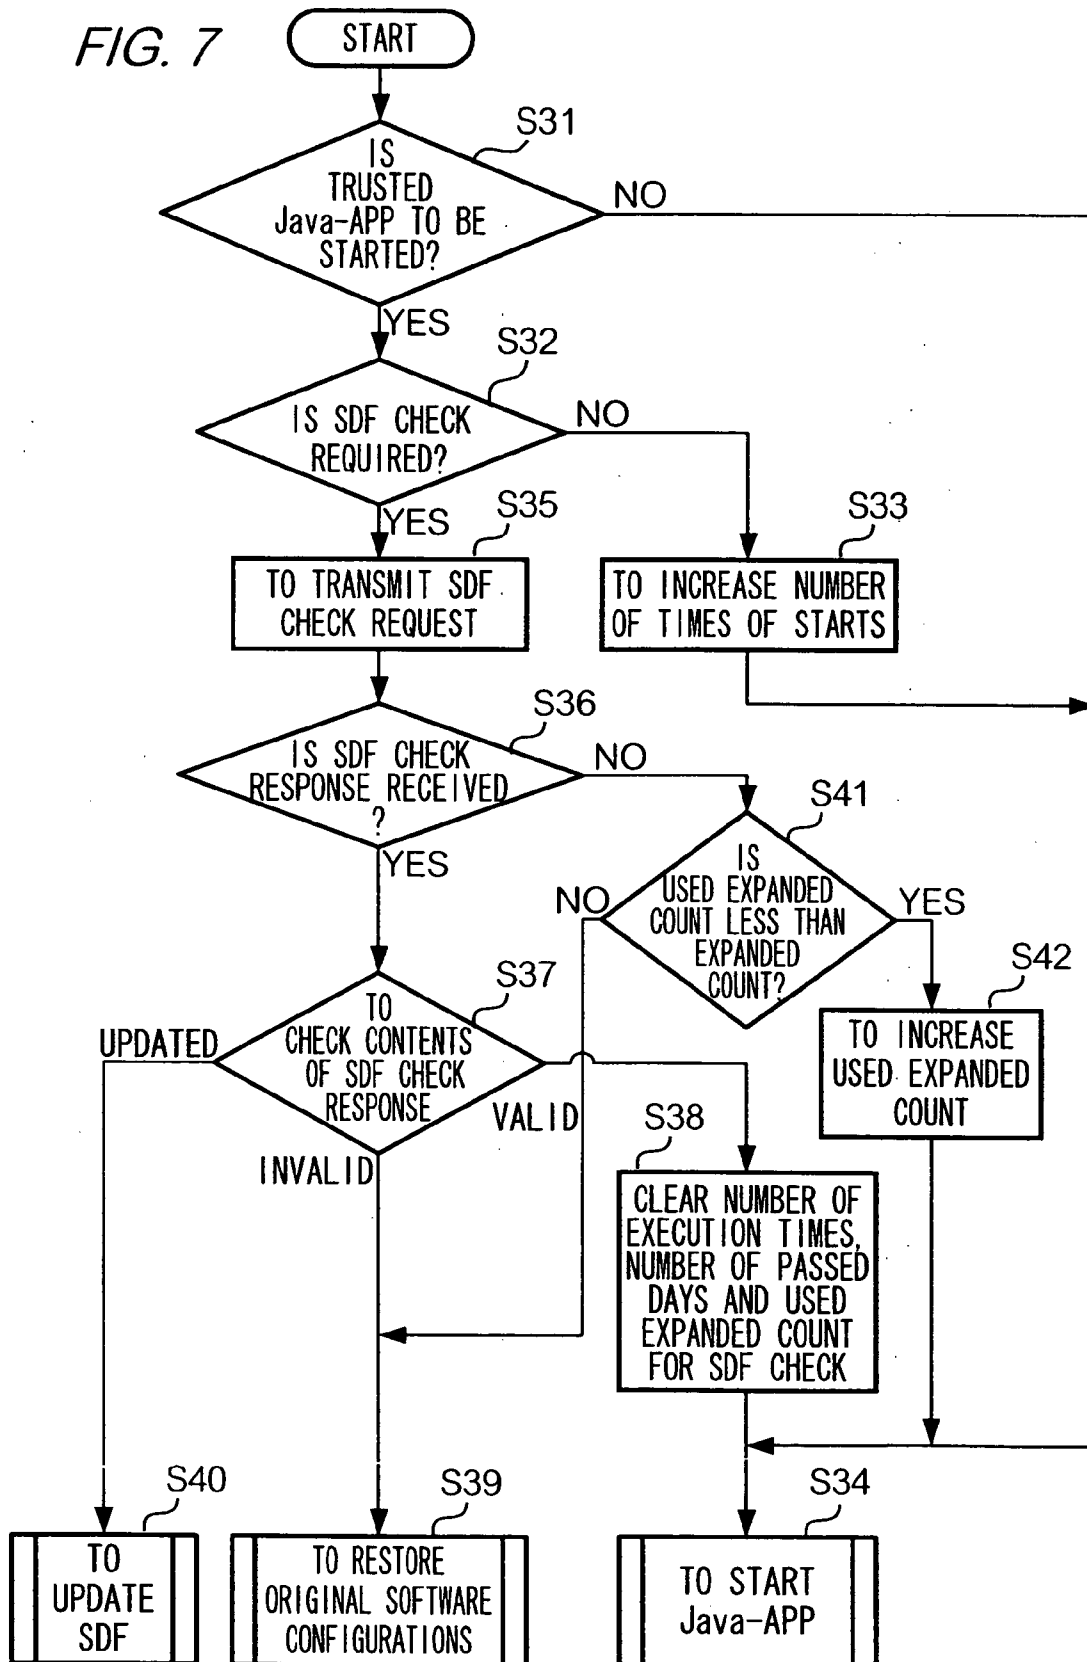 FIG. 7
START
S31
IS
TRUSTED
Java-APP TO BE
STARTED?
NO
YES
S32
IS SDF CHECK
REQUIRED?
NO
YES
S35
TO TRANSMIT SDF
CHECK REQUEST
S33
TO INCREASE NUMBER
OF TIMES OF STARTS
S36
IS SDF CHECK
RESPONSE RECEIVED
?
NO
YES
S41
IS
USED EXPANDED
COUNT LESS THAN
EXPANDED
COUNT?
NO
YES
S42
TO INCREASE
USED EXPANDED
COUNT
S37
TO
CHECK CONTENTS
OF SDF CHECK
RESPONSE
UPDATED
VALID
INVALID
S38
CLEAR NUMBER OF
EXECUTION TIMES,
NUMBER OF PASSED
DAYS AND USED
EXPANDED COUNT
FOR SDF CHECK
S40
TO
UPDATE
SDF
S39
TO RESTORE
ORIGINAL SOFTWARE
CONFIGURATIONS
S34
TO START
Java-APP